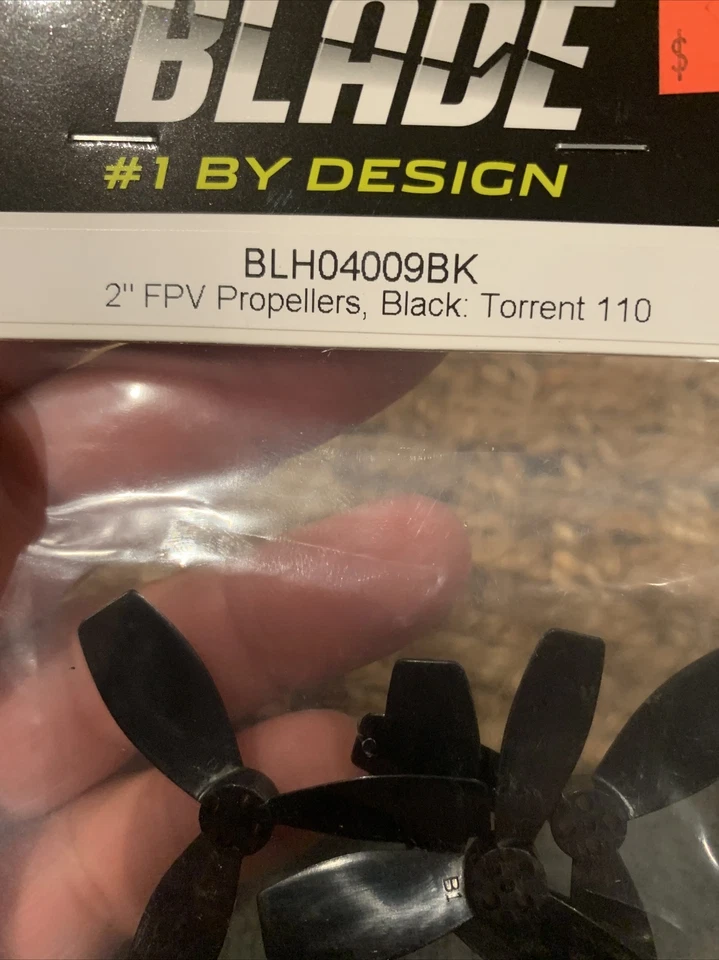 BLADE
$
#1 BY DESIGN
BLH04009BK
2" FPV Propellers, Black: Torrent 110
B1